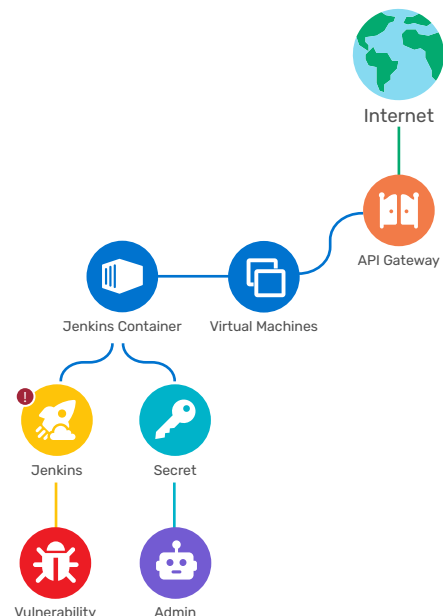 Internet
API Gateway
Jenkins Container
Virtual Machines
!
Jenkins
Secret
Vulnerability
Admin